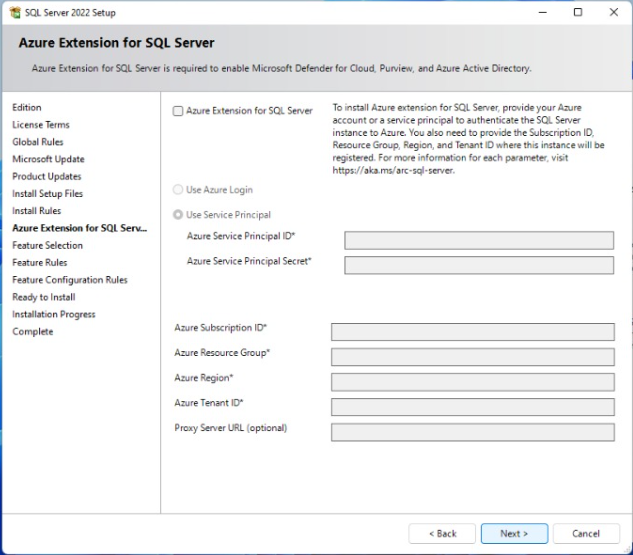 SQL Server 2022 Setup
Azure Extension for SQL Server
Azure Extension for SQL Server is required to enable Microsoft Defender for Cloud, Purview, and Azure Active Directory.
Edition
License Terms
Global Rules
Microsoft Update
Product Updates
Install Setup Files
Install Rules
Azure Extension for SQL Serv...
Feature Selection
Feature Rules
Feature Configuration Rules
Ready to Install
Installation Progress
Complete
Azure Extension for SQL Server
To install Azure extension for SQL Server, provide your Azure
account or a service principal to authenticate the SQL Server
instance to Azure. You also need to provide the Subscription ID,
Resource Group, Region, and Tenant ID where this instance will be
registered. For more information for each parameter, visit
https://aka.ms/arc-sql-server.
Use Azure Login
Use Service Principal
Azure Service Principal ID*
Azure Service Principal Secret*
Azure Subscription ID*
Azure Resource Group*
Azure Region*
Azure Tenant ID*
Proxy Server URL (optional)
< Back
Next >
Cancel